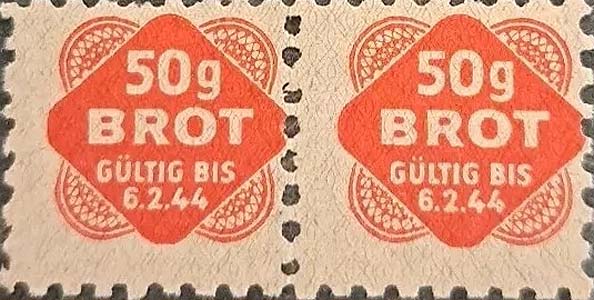 50g
BROT
GÜLTIG BIS
6.2.44
50g
BROT
GÜLTIG BIS
6.2.44